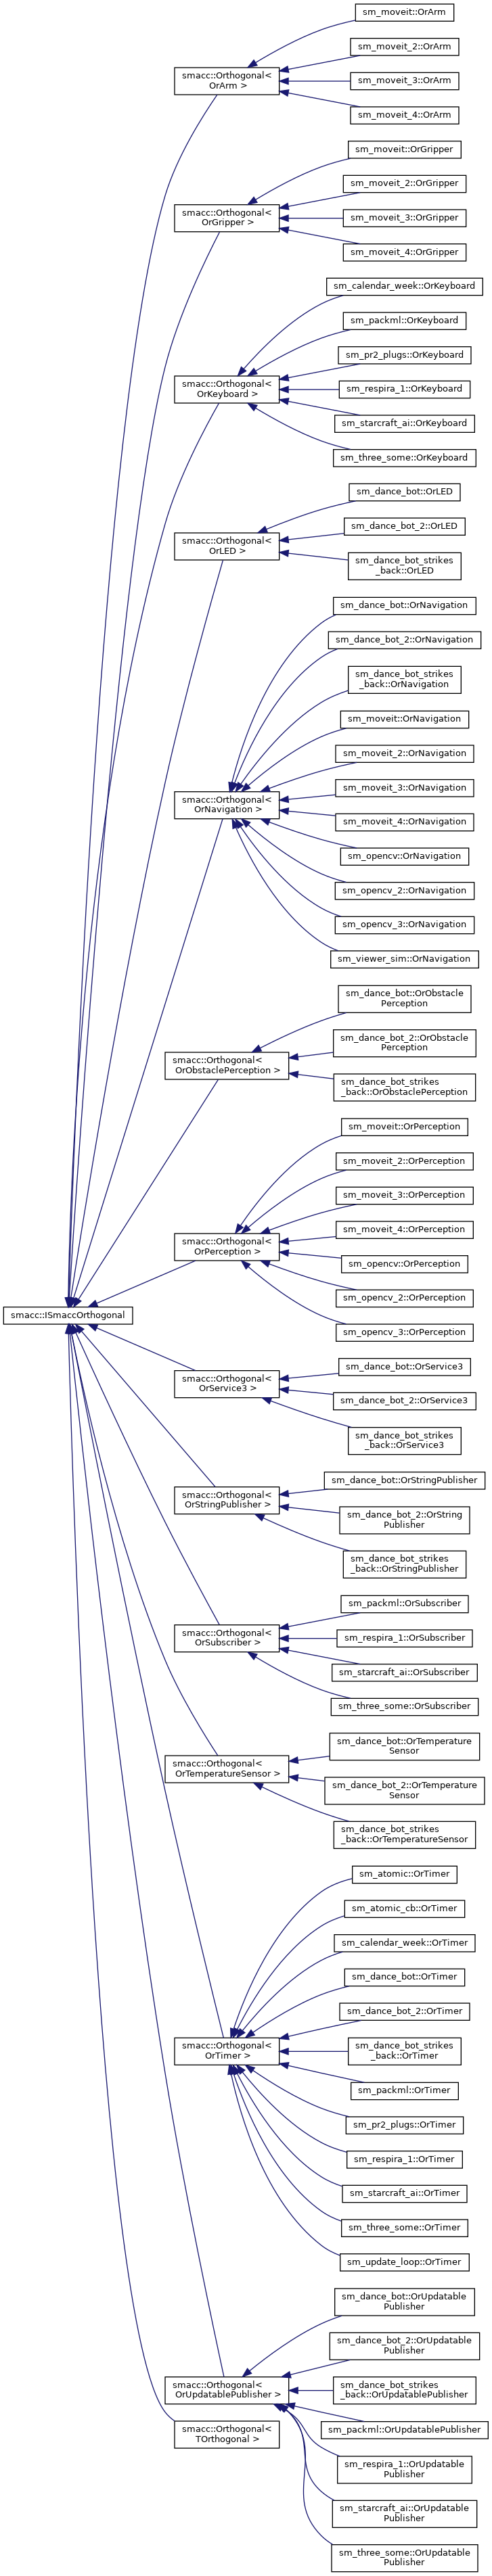 sm_moveit::OrArm
smacc::Orthogonal<
OrArm >
sm_moveit_2::OrArm
sm_moveit_3::OrArm
sm_moveit_4::OrArm
sm_moveit::OrGripper
smacc::Orthogonal<
OrGripper >
sm_moveit_2::OrGripper
sm_moveit_3::OrGripper
sm_moveit_4::OrGripper
sm_calendar_week::OrKeyboard
sm_packml::OrKeyboard
sm_pr2_plugs::OrKeyboard
smacc::Orthogonal<
OrKeyboard >
sm_respira_1::OrKeyboard
sm_starcraft_ai::OrKeyboard
sm_three_some::OrKeyboard
sm_dance_bot::OrLED
smacc::Orthogonal<
OrLED >
sm_dance_bot_2::OrLED
sm_dance_bot_strikes
_back::OrLED
sm_dance_bot::OrNavigation
sm_dance_bot_2::OrNavigation
sm_dance_bot_strikes
_back::OrNavigation
sm_moveit::OrNavigation
sm_moveit_2::OrNavigation
smacc::Orthogonal<
OrNavigation >
sm_moveit_3::OrNavigation
sm_moveit_4::OrNavigation
sm_opencv::OrNavigation
sm_opencv_2::OrNavigation
sm_opencv_3::OrNavigation
sm_viewer_sim::OrNavigation
sm_dance_bot::OrObstacle
Perception
smacc::Orthogonal<
OrObstaclePerception >
sm_dance_bot_2::OrObstacle
Perception
sm_dance_bot_strikes
_back::OrObstaclePerception
sm_moveit::OrPerception
sm_moveit_2::OrPerception
sm_moveit_3::OrPerception
smacc::Orthogonal<
OrPerception >
sm_moveit_4::OrPerception
sm_opencv::OrPerception
sm_opencv_2::OrPerception
sm_opencv_3::OrPerception
smacc::ISmaccOrthogonal
smacc::Orthogonal<
OrService3 >
sm_dance_bot::OrService3
sm_dance_bot_2::OrService3
sm_dance_bot_strikes
_back::OrService3
smacc::Orthogonal<
OrStringPublisher >
sm_dance_bot::OrStringPublisher
sm_dance_bot_2::OrString
Publisher
sm_dance_bot_strikes
_back::OrStringPublisher
sm_packml::OrSubscriber
smacc::Orthogonal<
OrSubscriber >
sm_respira_1::OrSubscriber
sm_starcraft_ai::OrSubscriber
sm_three_some::OrSubscriber
sm_dance_bot::OrTemperature
Sensor
smacc::Orthogonal<
OrTemperatureSensor >
sm_dance_bot_2::OrTemperature
Sensor
sm_dance_bot_strikes
_back::OrTemperatureSensor
sm_atomic::OrTimer
sm_atomic_cb::OrTimer
sm_calendar_week::OrTimer
sm_dance_bot::OrTimer
sm_dance_bot_2::OrTimer
smacc::Orthogonal<
OrTimer >
sm_dance_bot_strikes
_back::OrTimer
sm_packml::OrTimer
sm_pr2_plugs::OrTimer
sm_respira_1::OrTimer
sm_starcraft_ai::OrTimer
sm_three_some::OrTimer
sm_update_loop::OrTimer
sm_dance_bot::OrUpdatable
Publisher
sm_dance_bot_2::OrUpdatable
Publisher
smacc::Orthogonal<
OrUpdatablePublisher >
sm_dance_bot_strikes
_back::OrUpdatablePublisher
sm_packml::OrUpdatablePublisher
smacc::Orthogonal<
TOrthogonal >
sm_respira_1::OrUpdatable
Publisher
sm_starcraft_ai::OrUpdatable
Publisher
sm_three_some::OrUpdatable
Publisher